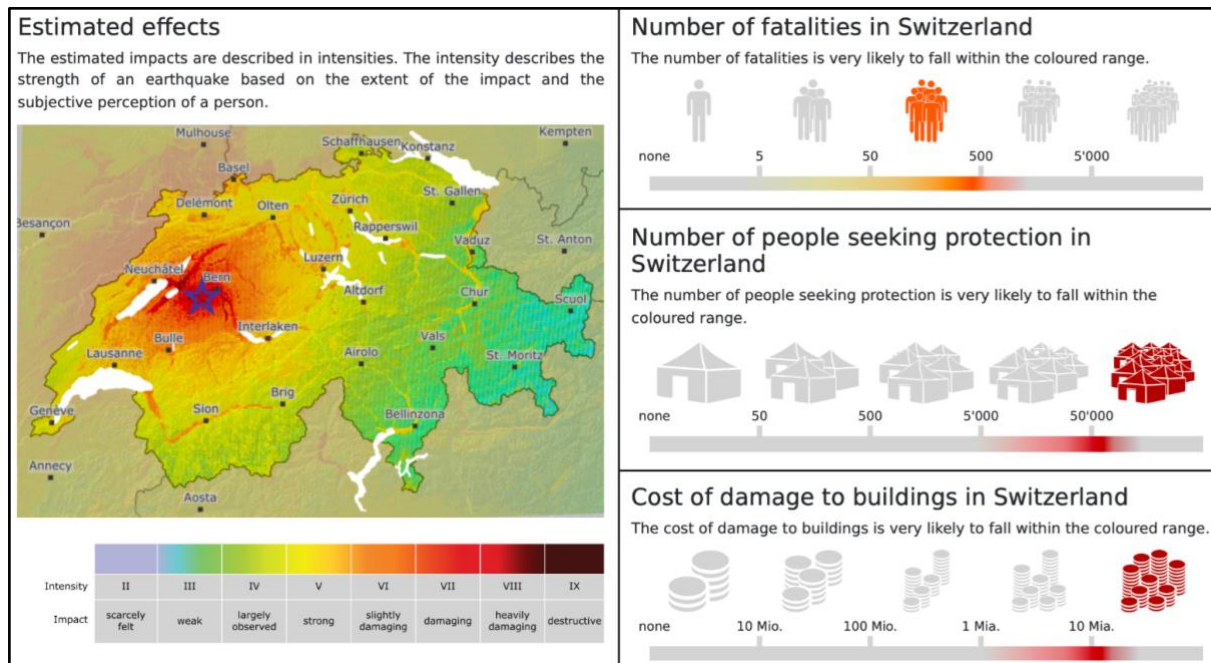 Estimated effects
The estimated impacts are described in intensities. The intensity describes the
strength of an earthquake based on the extent of the impact and the
subjective perception of a person.
Mulhouse
Schaffhausen
Konstanz
Kempten
Basel
Delémont
Olten
Zürich
St. Gallen
Besançon
Rapperswil
Vaduz
St. Anton
Neuchâtel
Bern
Luzern
Altdorf
Chur
Scuol
Interlaken
Bulle
Lausanne
Airolo
Vals
St. Moritz
Genève
Sion
Brig
Bellinzona
Annecy
Aosta
Intensity II III IV V VI VII VIII IX
Impact scarcely felt weak largely observed strong slightly damaging damaging heavily damaging destructive
Number of fatalities in Switzerland
The number of fatalities is very likely to fall within the coloured range.
none 5 50 500 5'000
Number of people seeking protection in
Switzerland
The number of people seeking protection is very likely to fall within the
coloured range.
none 50 500 5'000 50'000
Cost of damage to buildings in Switzerland
The cost of damage to buildings is very likely to fall within the coloured range.
none 10 Mio. 100 Mio. 1 Mia. 10 Mia.